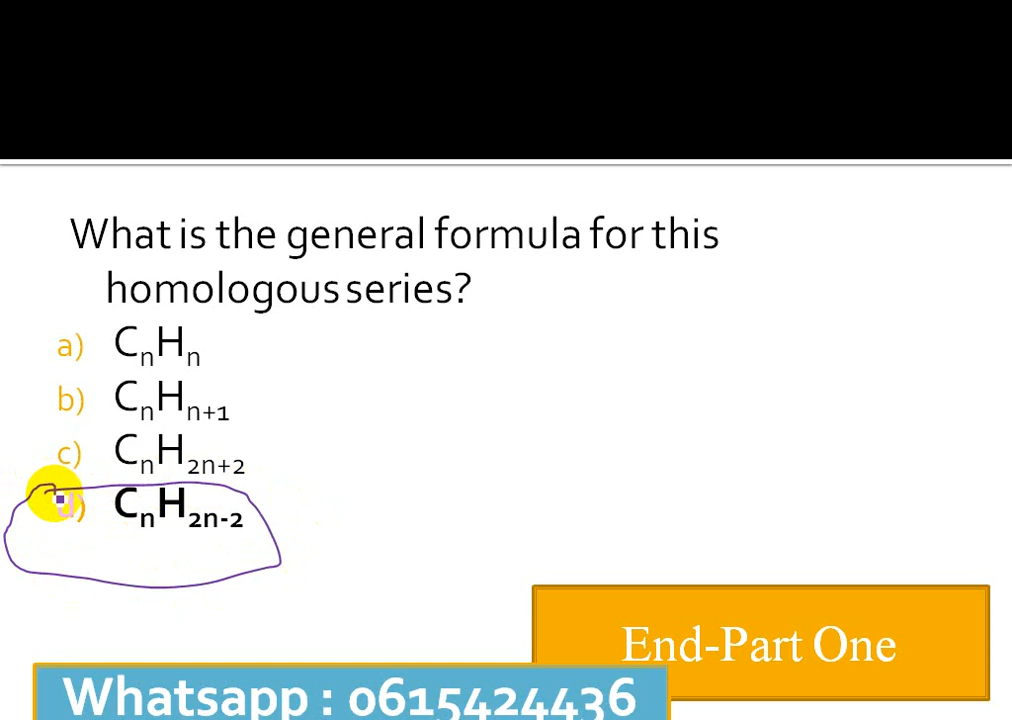 What is the general formula for this
homologous series?
a) CₙHₙ
b) CₙHₙ₊₁
c) CₙH₂ₙ₊₂
d) CₙH₂ₙ₋₂
End-Part One
Whatsapp : 0615424436